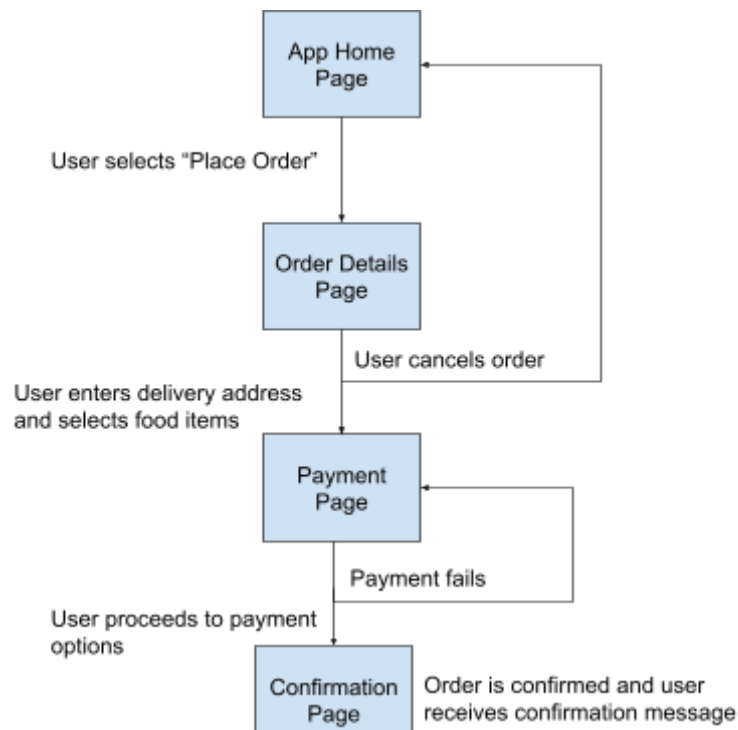 App Home
Page
User selects “Place Order”
Order Details
Page
User cancels order
User enters delivery address
and selects food items
Payment
Page
Payment fails
User proceeds to payment
options
Confirmation
Page
Order is confirmed and user
receives confirmation message